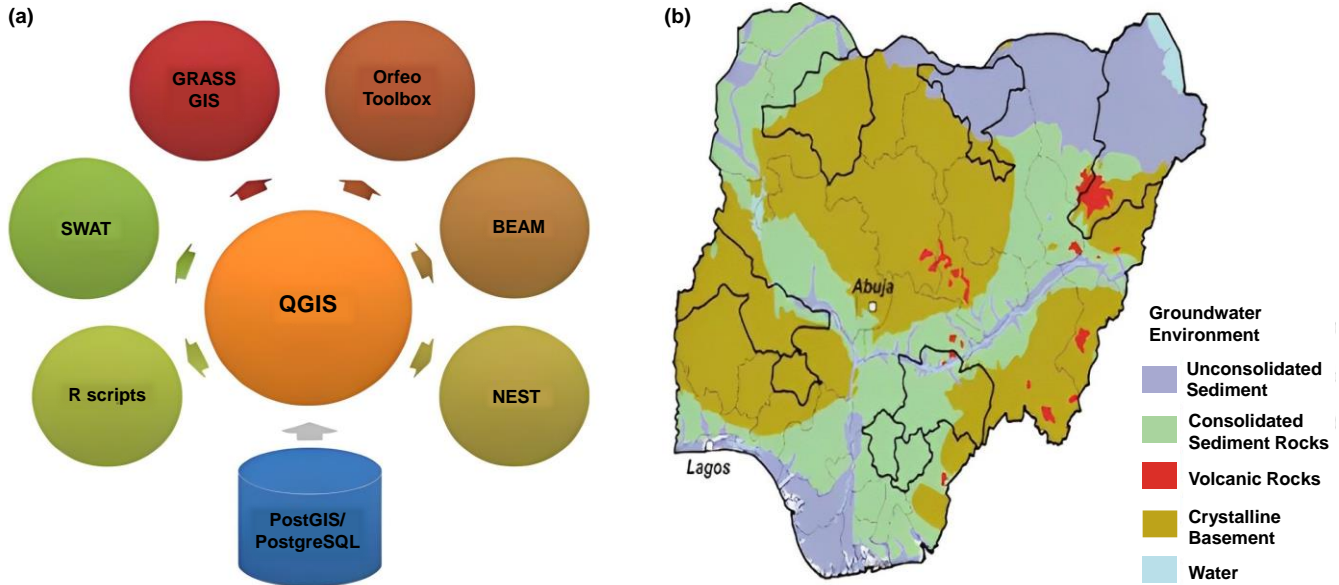 (a)
GRASS
GIS
Orfeo
Toolbox
SWAT
BEAM
QGIS
R scripts
NEST
PostGIS/
PostgreSQL
(b)
Abuja
Lagos
Groundwater
Environment
Unconsolidated
Sediment
Consolidated
Sediment Rocks
Volcanic Rocks
Crystalline
Basement
Water